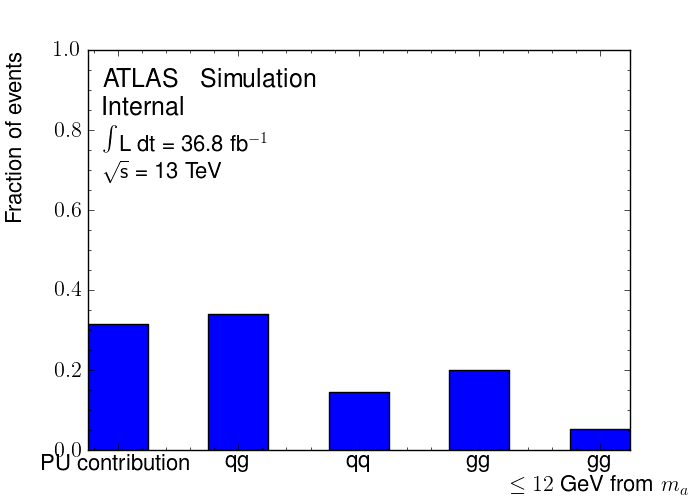 1.0
0.8
0.6
0.4
0.2
0.0
Fraction of events
ATLAS Simulation
Internal
∫L dt = 36.8 fb⁻¹
√s = 13 TeV
PU contribution qg qq gg gg
≤ 12 GeV from mₐ